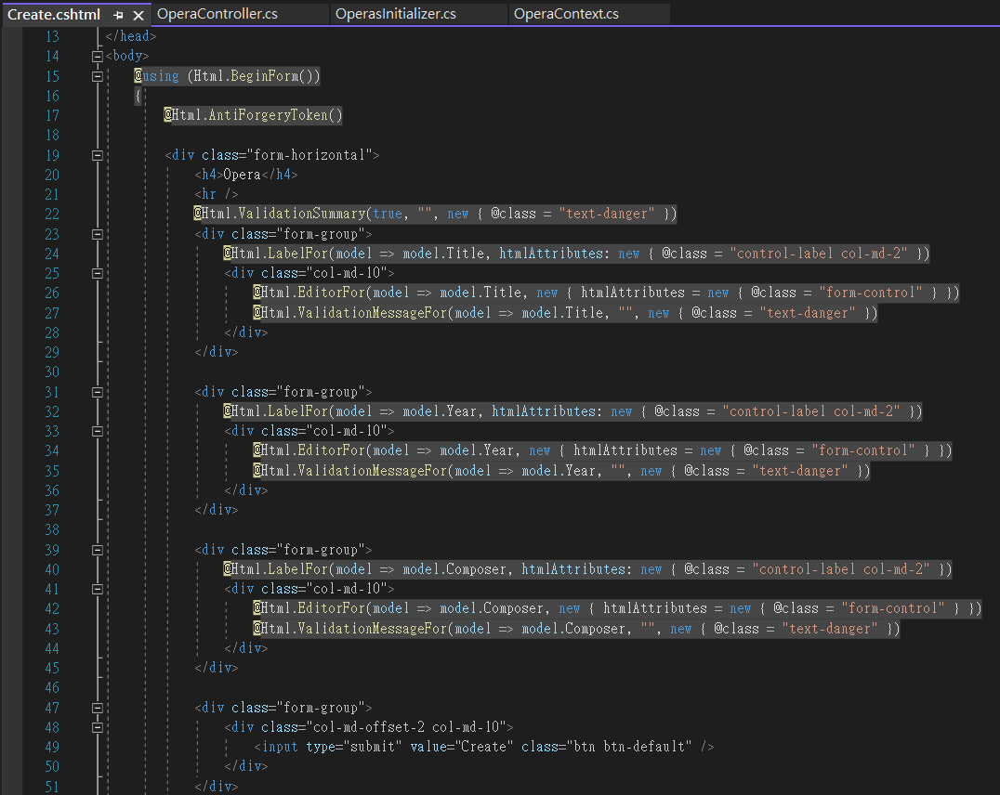 Create.cshtml OperaController.cs OperasInitializer.cs OperaContext.cs
13 </head>
14 <body>
15 @using (Html.BeginForm())
16 {
17 @Html.AntiForgeryToken()
18
19 <div class="form-horizontal">
20 <h4>Opera</h4>
21 <hr />
22 @Html.ValidationSummary(true, "", new { @class = "text-danger" })
23 <div class="form-group">
24 @Html.LabelFor(model => model.Title, htmlAttributes: new { @class = "control-label col-md-2" })
25 <div class="col-md-10">
26 @Html.EditorFor(model => model.Title, new { htmlAttributes = new { @class = "form-control" } })
27 @Html.ValidationMessageFor(model => model.Title, "", new { @class = "text-danger" })
28 </div>
29 </div>
30
31 <div class="form-group">
32 @Html.LabelFor(model => model.Year, htmlAttributes: new { @class = "control-label col-md-2" })
33 <div class="col-md-10">
34 @Html.EditorFor(model => model.Year, new { htmlAttributes = new { @class = "form-control" } })
35 @Html.ValidationMessageFor(model => model.Year, "", new { @class = "text-danger" })
36 </div>
37 </div>
38
39 <div class="form-group">
40 @Html.LabelFor(model => model.Composer, htmlAttributes: new { @class = "control-label col-md-2" })
41 <div class="col-md-10">
42 @Html.EditorFor(model => model.Composer, new { htmlAttributes = new { @class = "form-control" } })
43 @Html.ValidationMessageFor(model => model.Composer, "", new { @class = "text-danger" })
44 </div>
45 </div>
46
47 <div class="form-group">
48 <div class="col-md-offset-2 col-md-10">
49 <input type="submit" value="Create" class="btn btn-default" />
50 </div>
51 </div>